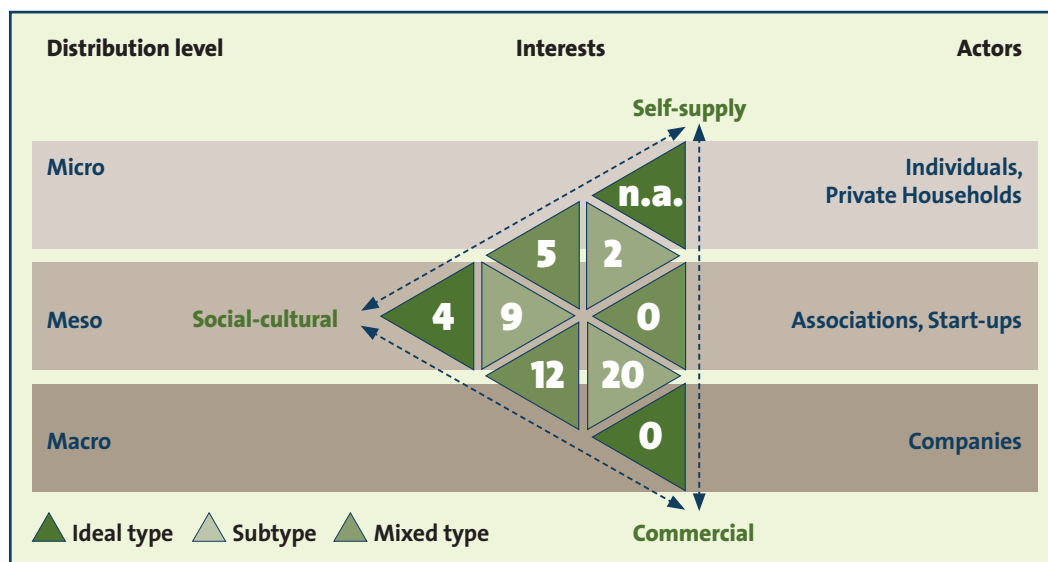 Distribution level Interests Actors
Self-supply
Micro Individuals,
Private Households
n.a.
5 2
Meso Social-cultural 4 9 0 Associations, Start-ups
12 20
Macro 0 Companies
Ideal type Subtype Mixed type Commercial